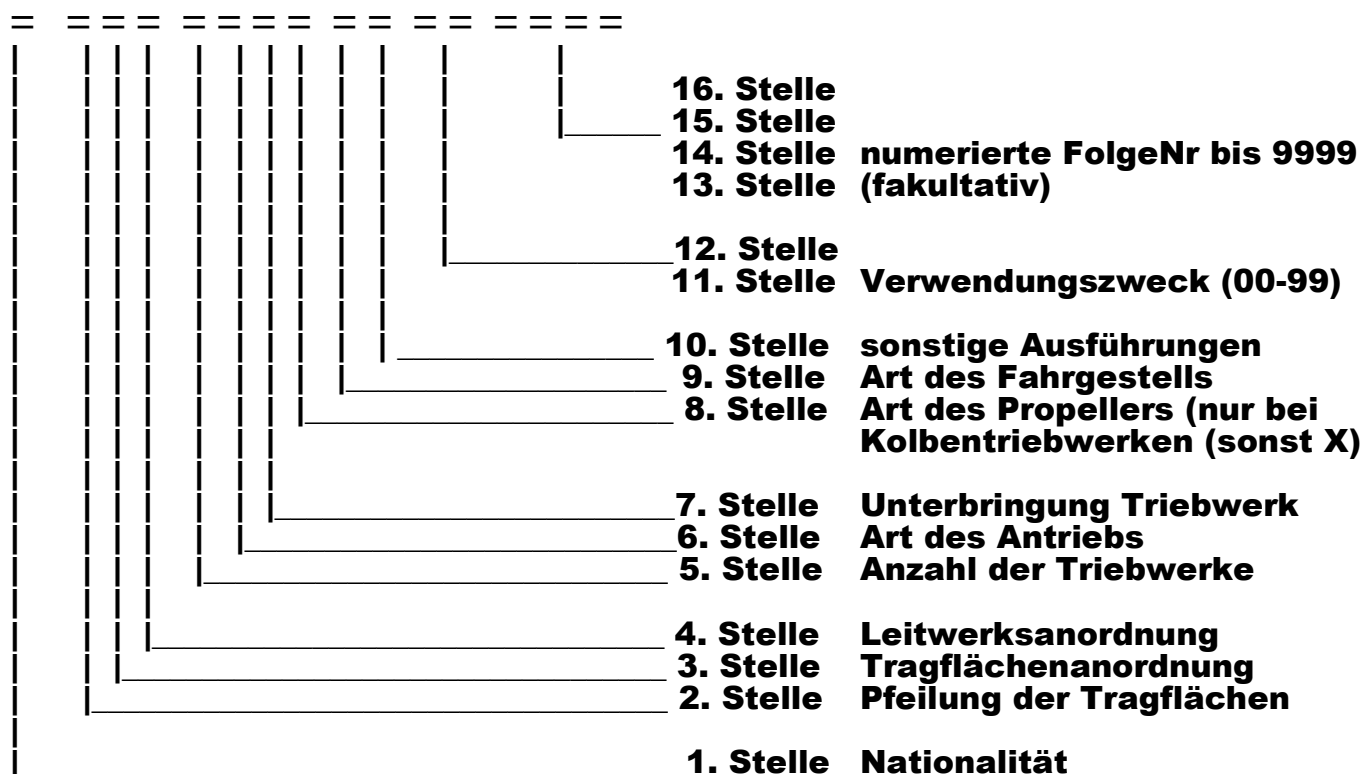 = === ==== == == ====
16. Stelle
15. Stelle
14. Stelle numerierte FolgeNr bis 9999
13. Stelle (fakultativ)
12. Stelle
11. Stelle Verwendungszweck (00-99)
10. Stelle sonstige Ausführungen
9. Stelle Art des Fahrgestells
8. Stelle Art des Propellers (nur bei
Kolbentriebwerken (sonst X)
7. Stelle Unterbringung Triebwerk
6. Stelle Art des Antriebs
5. Stelle Anzahl der Triebwerke
4. Stelle Leitwerksanordnung
3. Stelle Tragflächenanordnung
2. Stelle Pfeilung der Tragflächen
1. Stelle Nationalität